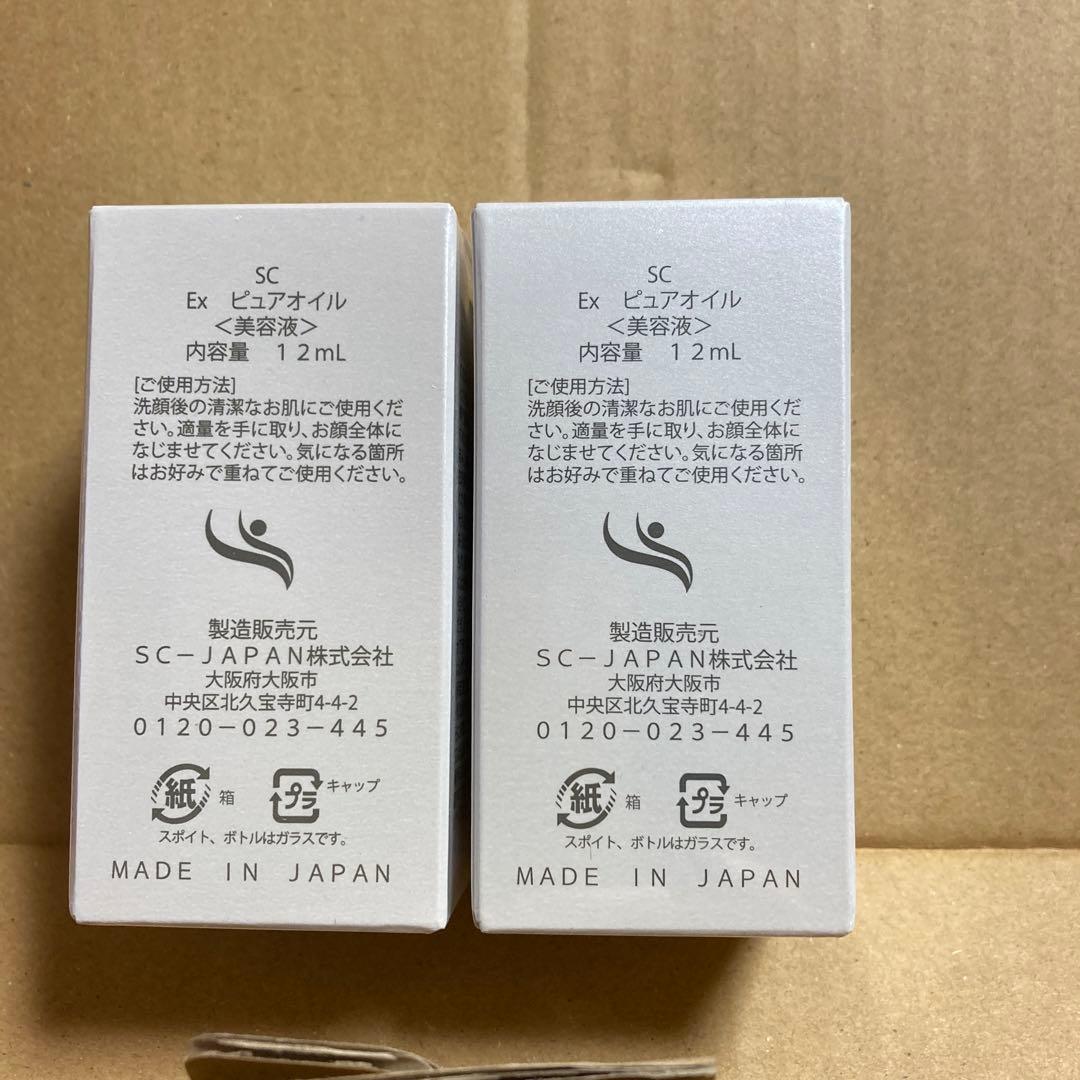 SC
Ex ピュアオイル
＜美容液＞
内容量 １２mL
[ご使用方法]
洗顔後の清潔なお肌にご使用くだ
さい。適量を手に取り、お顔全体に
なじませてください。気になる箇所
はお好みで重ねてご使用ください。
製造販売元
ＳＣ－ＪＡＰＡＮ株式会社
大阪府大阪市
中央区北久宝寺町4-4-2
０１２０－０２３－４４５
紙 箱 プラ キャップ
スポイト、ボトルはガラスです。
ＭＡＤＥ ＩＮ ＪＡＰＡＮ
SC
Ex ピュアオイル
＜美容液＞
内容量 １２mL
[ご使用方法]
洗顔後の清潔なお肌にご使用くだ
さい。適量を手に取り、お顔全体に
なじませてください。気になる箇所
はお好みで重ねてご使用ください。
製造販売元
ＳＣ－ＪＡＰＡＮ株式会社
大阪府大阪市
中央区北久宝寺町4-4-2
０１２０－０２３－４４５
紙 箱 プラ キャップ
スポイト、ボトルはガラスです。
ＭＡＤＥ ＩＮ ＪＡＰＡＮ